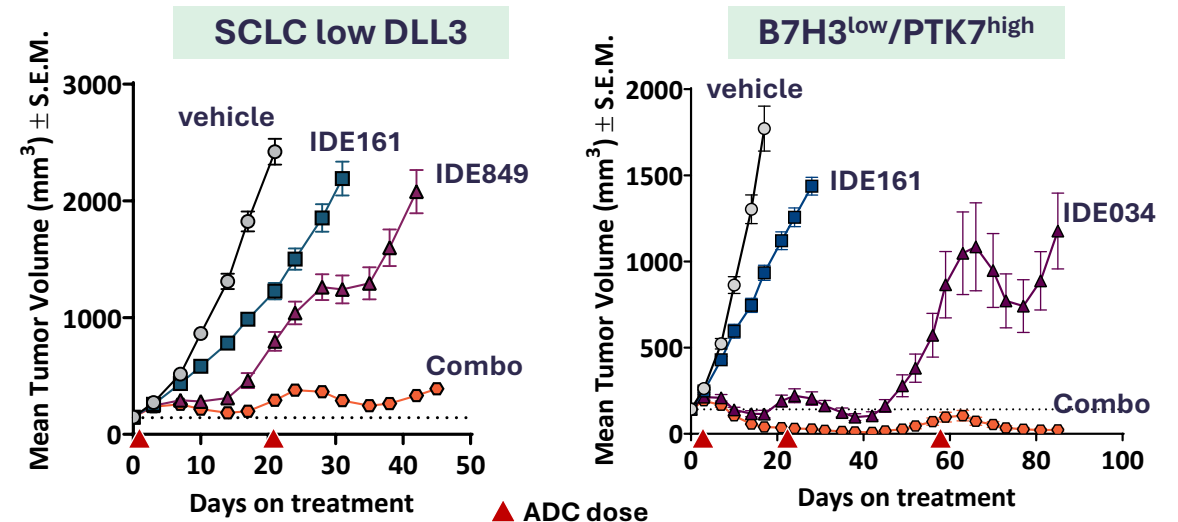 SCLC low DLL3
Mean Tumor Volume (mm³) ± S.E.M.
3000
2000
1000
0
vehicle
IDE161
IDE849
Combo
0 10 20 30 40 50
Days on treatment
B7H3ˡᵒʷ/PTK7ʰⁱᵍʰ
Mean Tumor Volume (mm³) ± S.E.M.
2000
1500
1000
500
0
vehicle
IDE161
IDE034
Combo
0 20 40 60 80 100
Days on treatment
ADC dose